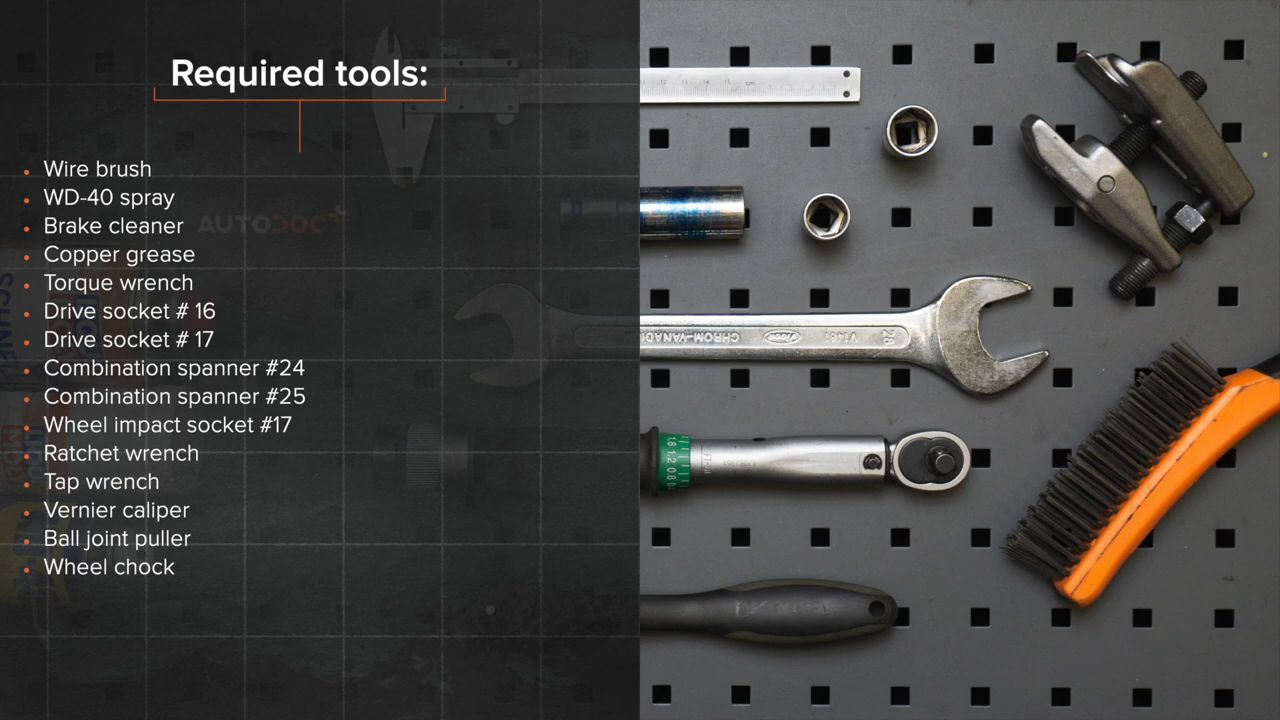 Required tools:
Wire brush
WD-40 spray
Brake cleaner
Copper grease
Torque wrench
Drive socket # 16
Drive socket # 17
Combination spanner #24
Combination spanner #25
Wheel impact socket #17
Ratchet wrench
Tap wrench
Vernier caliper
Ball joint puller
Wheel chock
AUTODOC
CHROM-VANADI